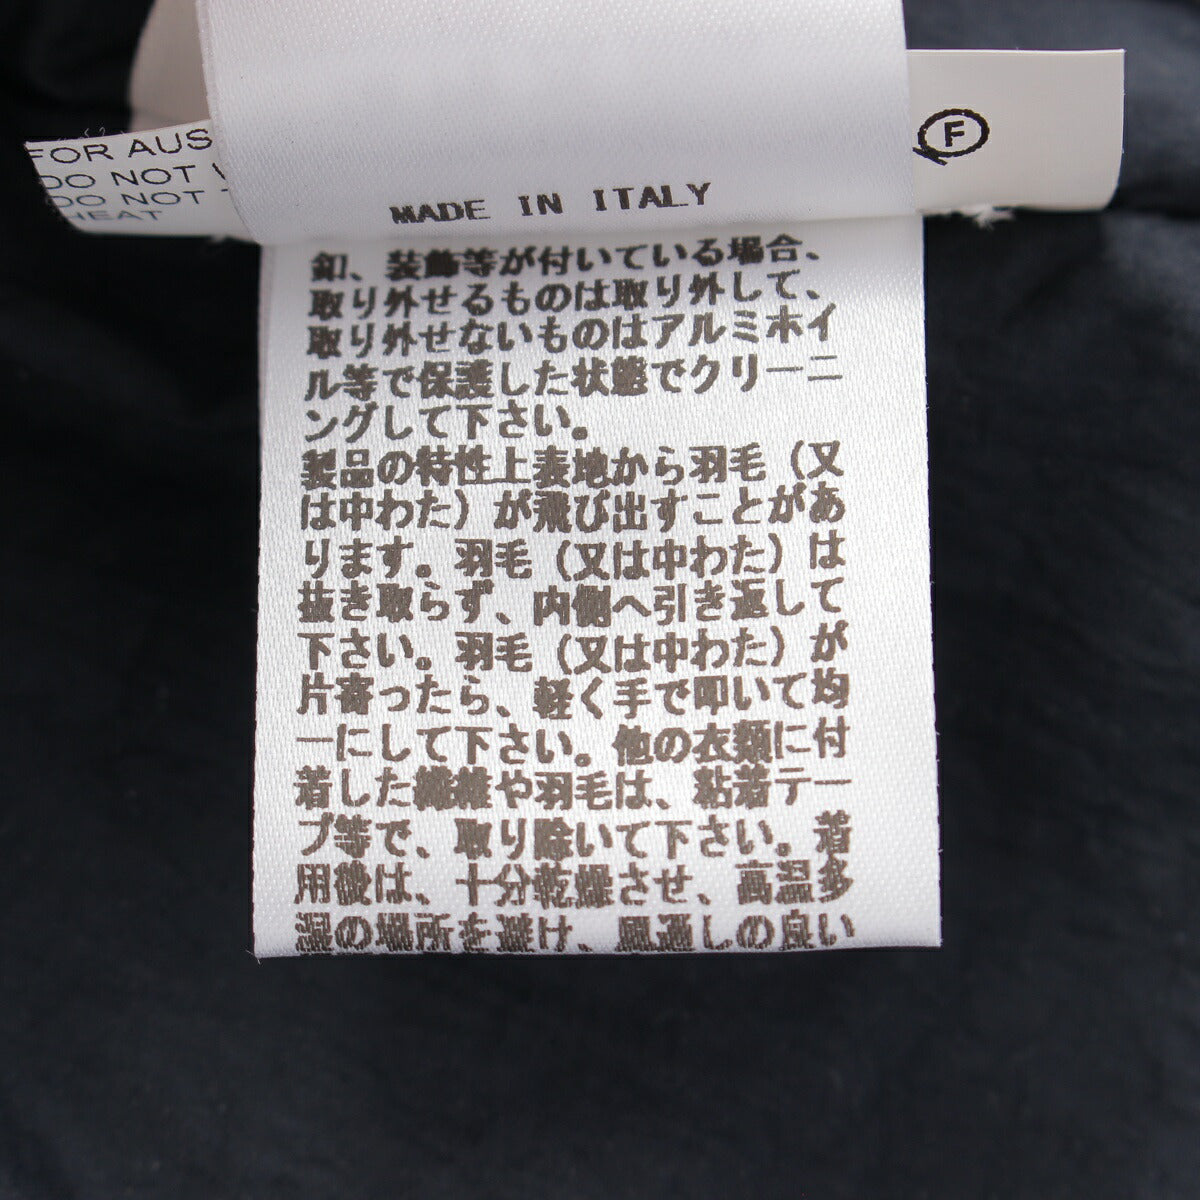 FOR AUS
DO NOT
DO NOT
HEAT
F
MADE IN ITALY
釦、装飾等が付いている場合、
取り外せるものは取り外して、
取り外せないものはアルミホイ
ル等で保護した状態でクリーニ
ングして下さい。
製品の特性上表地から羽毛(又
は中わた)が飛び出すことがあ
ります。羽毛(又は中わた)は
抜き取らず、内側へ引き返して
下さい。羽毛(又は中わた)が
片寄ったら、軽く手で叩いて均
一にして下さい。他の衣類に付
着した繊維や羽毛は、粘着テー
プ等で、取り除いて下さい。着
用後は、十分乾燥させ、高温多
湿の場所を避け、風通しの良い